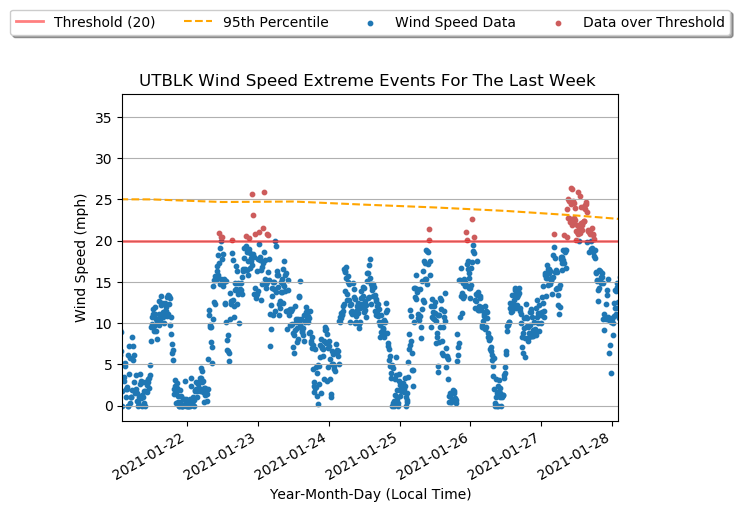 Threshold (20) 95th Percentile Wind Speed Data Data over Threshold
UTBLK Wind Speed Extreme Events For The Last Week
35
30
25
20
15
10
5
0
Wind Speed (mph)
2021-01-22 2021-01-23 2021-01-24 2021-01-25 2021-01-26 2021-01-27 2021-01-28
Year-Month-Day (Local Time)